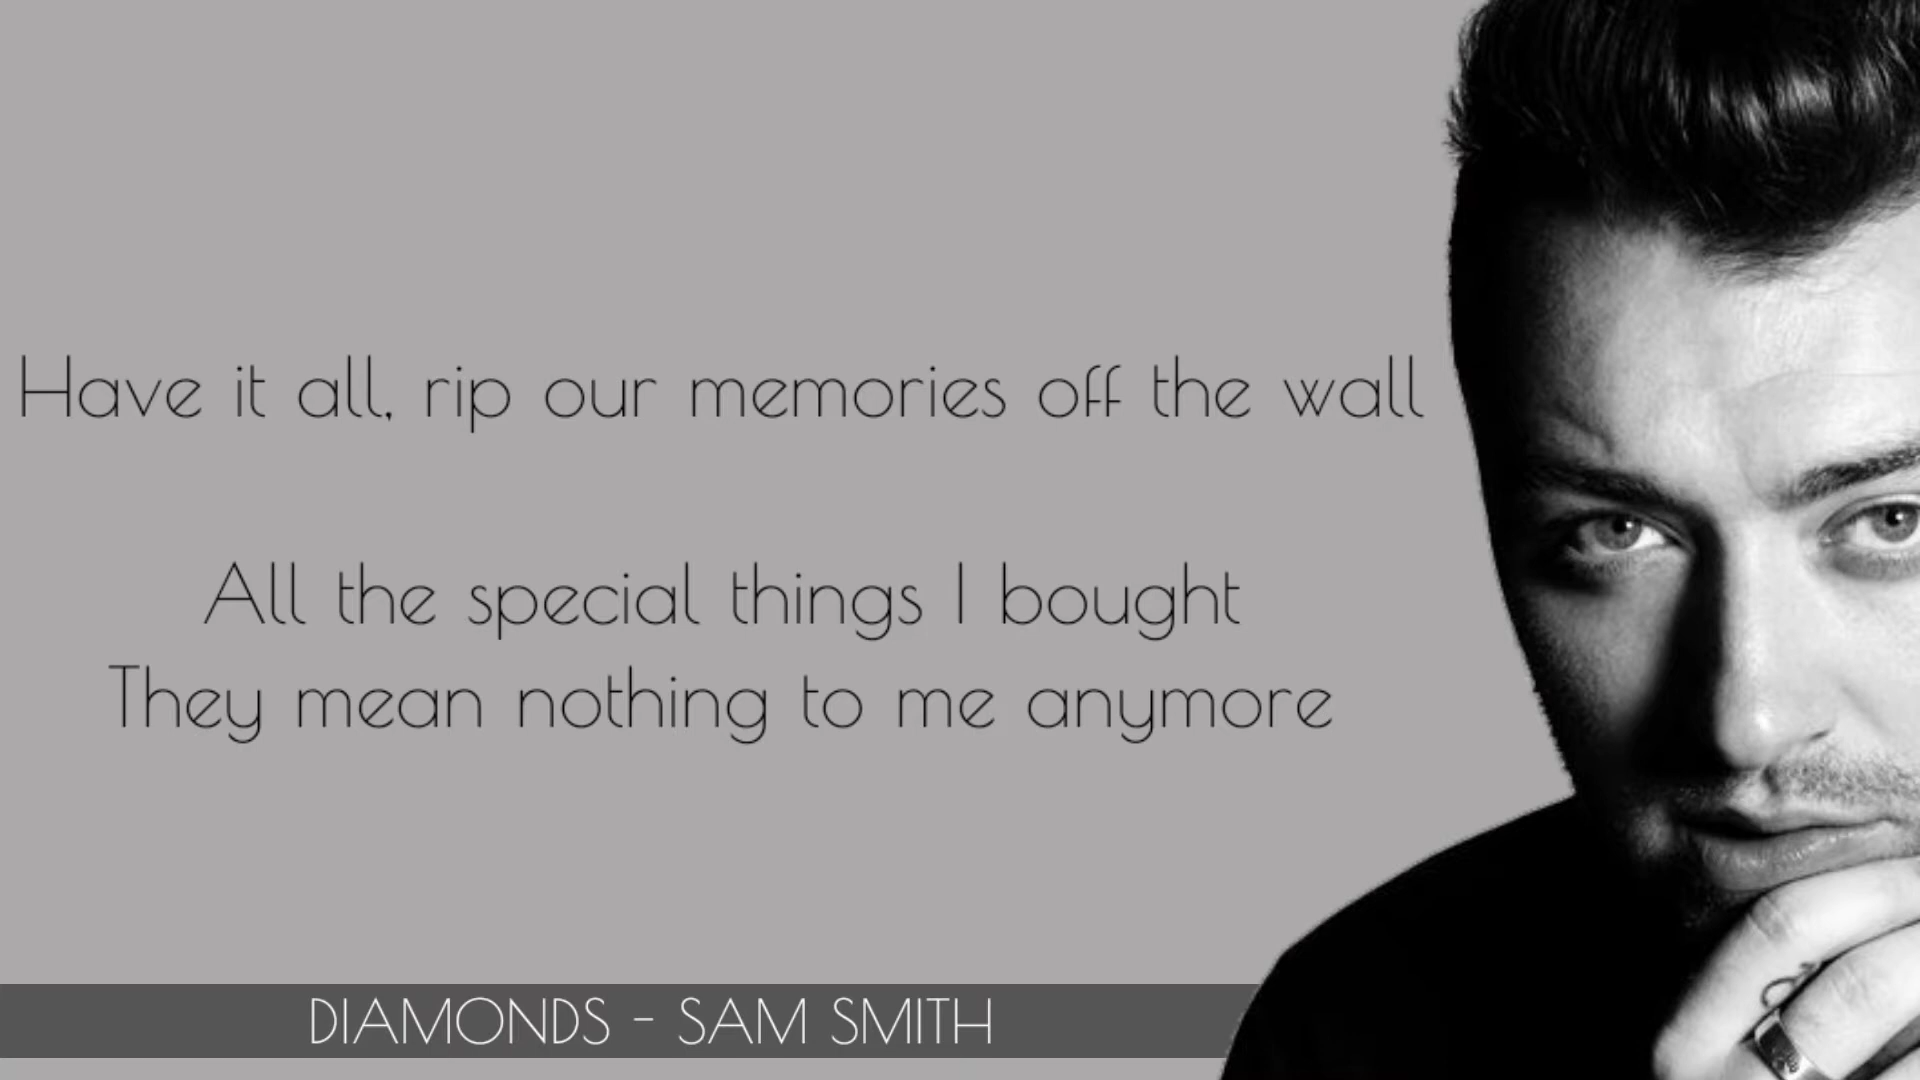 Have it all, rip our memories off the wall
All the special things I bought
They mean nothing to me anymore
DIAMONDS - SAM SMITH